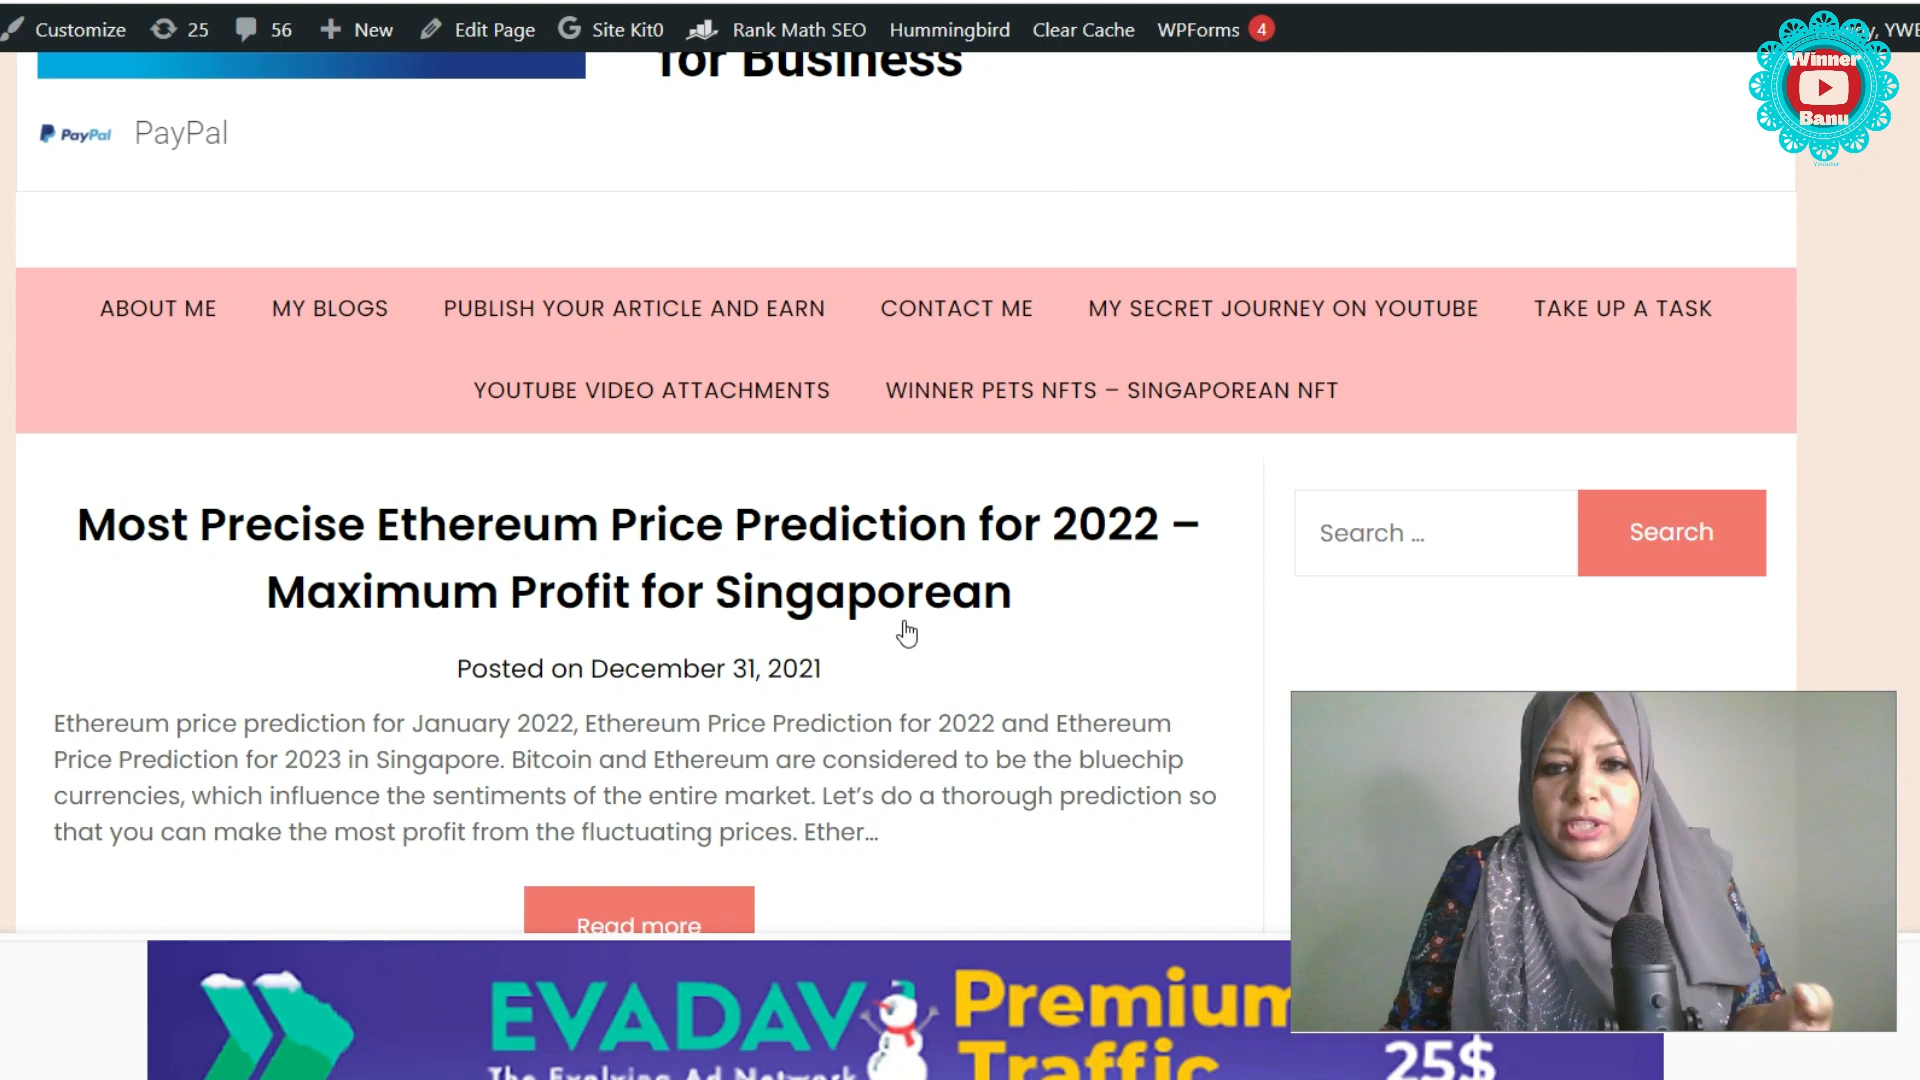 Customize 25 56 New Edit Page Site Kit0 Rank Math SEO Hummingbird Clear Cache WPForms 4
for Business
Winner
Banu
PayPal PayPal
ABOUT ME MY BLOGS PUBLISH YOUR ARTICLE AND EARN CONTACT ME MY SECRET JOURNEY ON YOUTUBE TAKE UP A TASK
YOUTUBE VIDEO ATTACHMENTS WINNER PETS NFTS – SINGAPOREAN NFT
Most Precise Ethereum Price Prediction for 2022 –
Maximum Profit for Singaporean
Search ... Search
Posted on December 31, 2021
Ethereum price prediction for January 2022, Ethereum Price Prediction for 2022 and Ethereum
Price Prediction for 2023 in Singapore. Bitcoin and Ethereum are considered to be the bluechip
currencies, which influence the sentiments of the entire market. Let's do a thorough prediction so
that you can make the most profit from the fluctuating prices. Ether...
Read more
EVADAV Premium
The Evolving Ad Network Traffic 25$